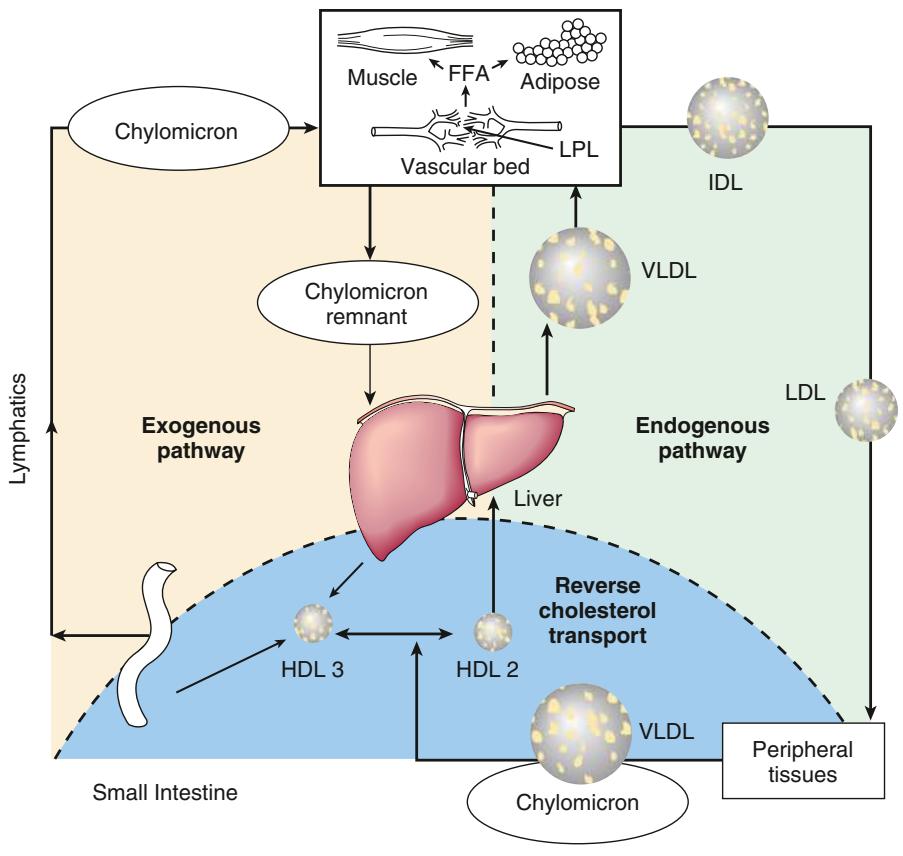 Muscle
FFA
Adipose
Chylomicron
LPL
Vascular bed
IDL
VLDL
Chylomicron
remnant
LDL
Lymphatics
Exogenous
pathway
Endogenous
pathway
Liver
Reverse
cholesterol
transport
HDL 3
HDL 2
VLDL
Peripheral
tissues
Small Intestine
Chylomicron